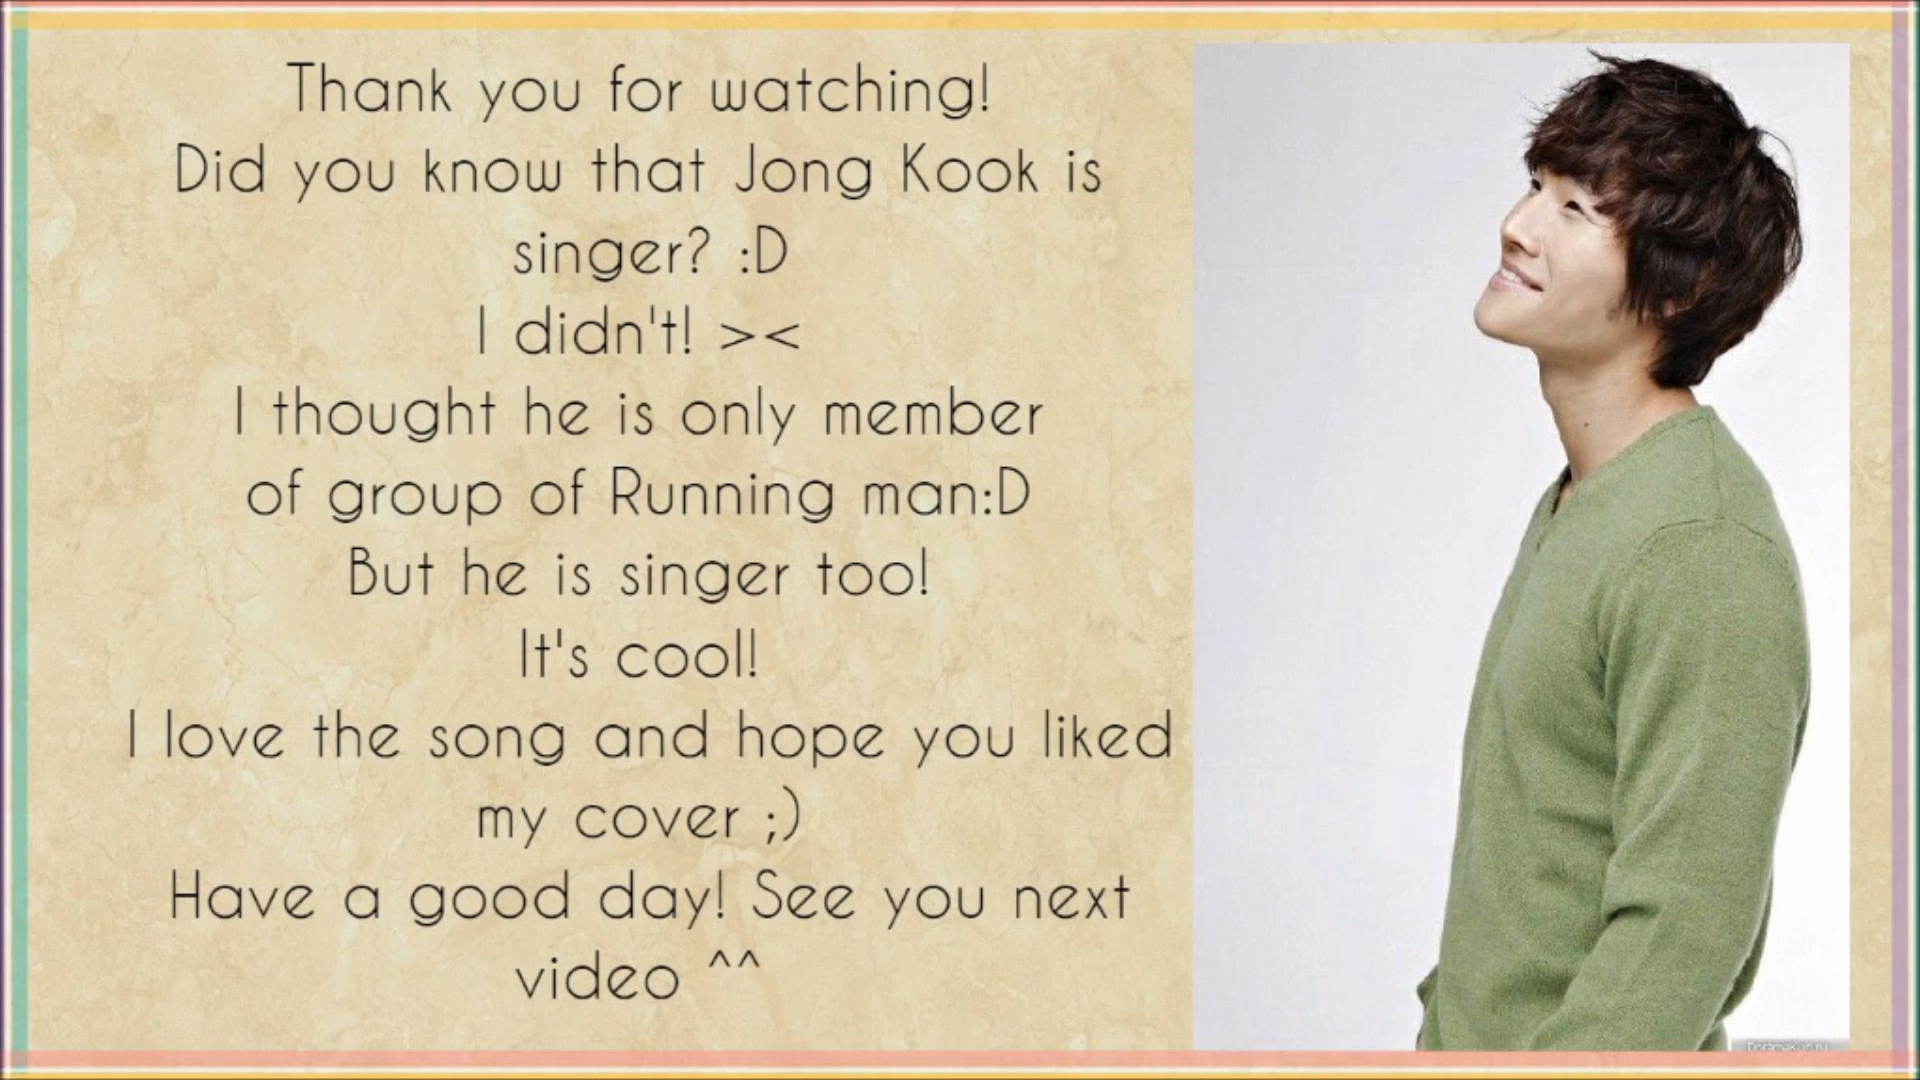 Thank you for watching!
Did you know that Jong Kook is
singer? :D
I didn't! ><
I thought he is only member
of group of Running man:D
But he is singer too!
It's cool!
I love the song and hope you liked
my cover ;)
Have a good day! See you next
video ^^